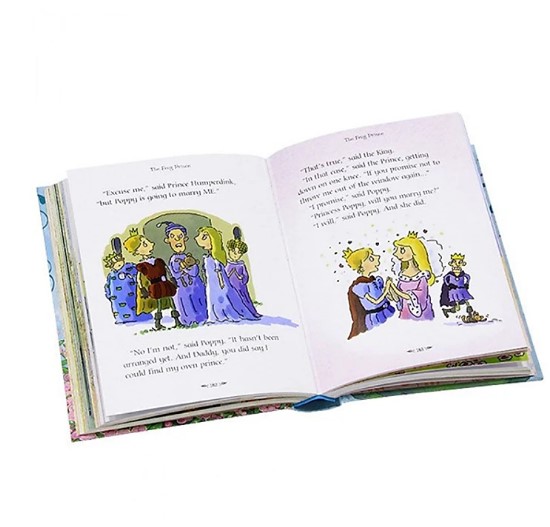 The Frog Prince
"Excuse me," said Prince Humperdink,
"but Poppy is going to marry ME."
"No I'm not," said Poppy. "It hasn't been
arranged yet. And Daddy, you did say I
could find my own prince."
The Frog Prince
"That's true," said the King.
"In that case," said the Prince, getting
down on one knee. "If you promise not to
throw me out of the window again..."
"I promise," said Poppy.
"Princess Poppy, will you marry me?"
"I will," said Poppy. And she did.